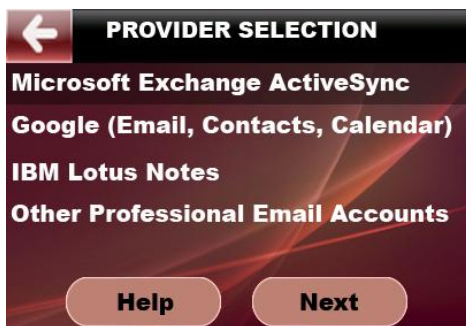 PROVIDER SELECTION
Microsoft Exchange ActiveSync
Google (Email, Contacts, Calendar)
IBM Lotus Notes
Other Professional Email Accounts
Help Next